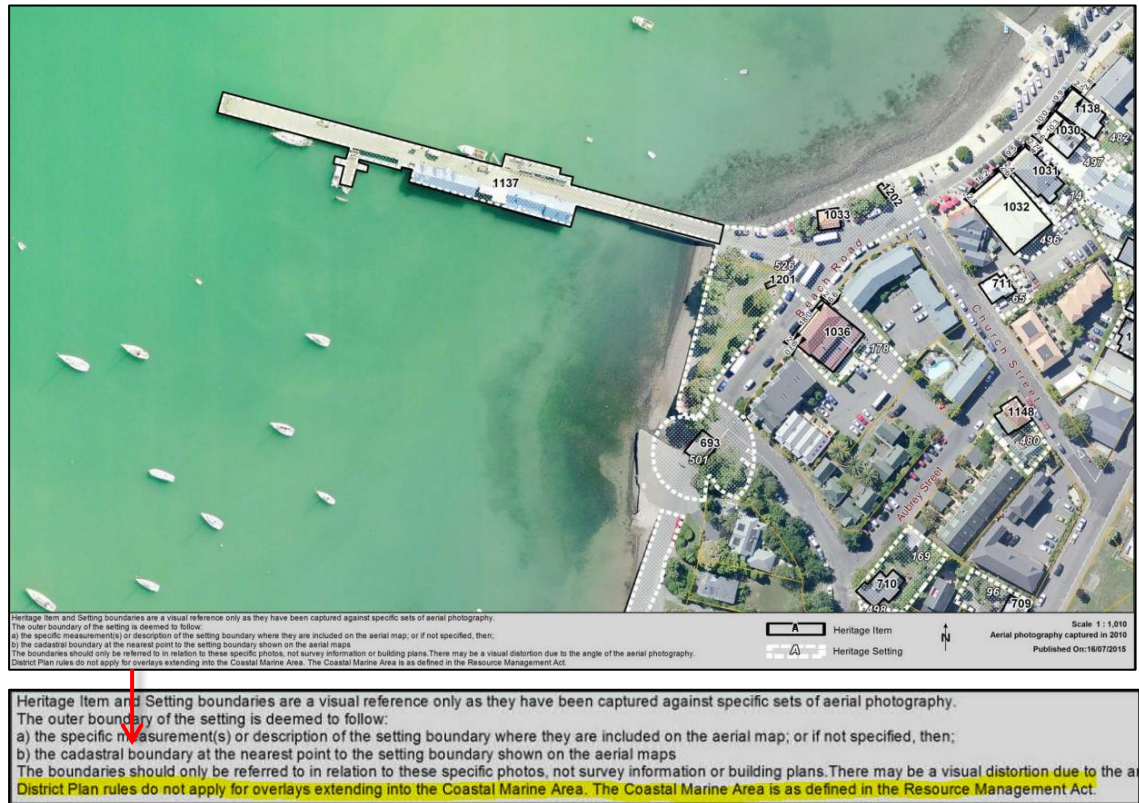 1138
1030
482
497
1031
14
1032
1202
1033
496
1137
526
1201
Beach Road
711
65
1036
178
Church Street
1148
480
693
501
Aubrey Street
169
710
498
96
709
Heritage Item and Setting boundaries are a visual reference only as they have been captured against specific sets of aerial photography.
The outer boundary of the setting is deemed to follow:
a) the specific measurement(s) or description of the setting boundary where they are included on the aerial map; or if not specified, then;
b) the cadastral boundary at the nearest point to the setting boundary shown on the aerial maps
The boundaries should only be referred to in relation to these specific photos, not survey information or building plans.There may be a visual distortion due to the angle of the aerial photography.
District Plan rules do not apply for overlays extending into the Coastal Marine Area. The Coastal Marine Area is as defined in the Resource Management Act.
A Heritage Item
A Heritage Setting
N
Scale 1 : 1,010
Aerial photography captured in 2010
Published On:16/07/2015
Heritage Item and Setting boundaries are a visual reference only as they have been captured against specific sets of aerial photography.
The outer boundary of the setting is deemed to follow:
a) the specific measurement(s) or description of the setting boundary where they are included on the aerial map; or if not specified, then;
b) the cadastral boundary at the nearest point to the setting boundary shown on the aerial maps
The boundaries should only be referred to in relation to these specific photos, not survey information or building plans.There may be a visual distortion due to the
District Plan rules do not apply for overlays extending into the Coastal Marine Area. The Coastal Marine Area is as defined in the Resource Management Act.